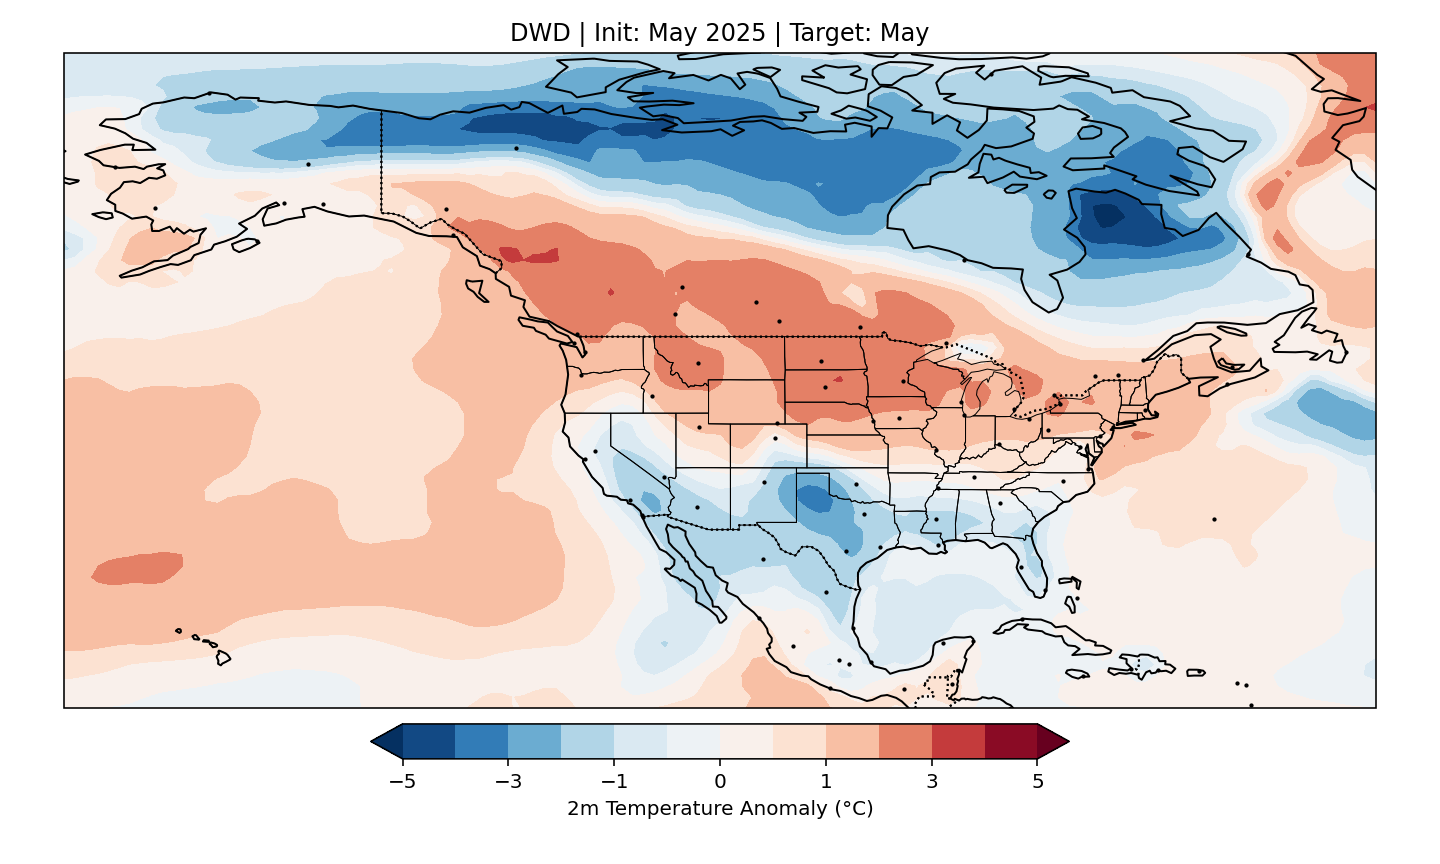 DWD | Init: May 2025 | Target: May
−5 −3 −1 0 1 3 5
2m Temperature Anomaly (°C)